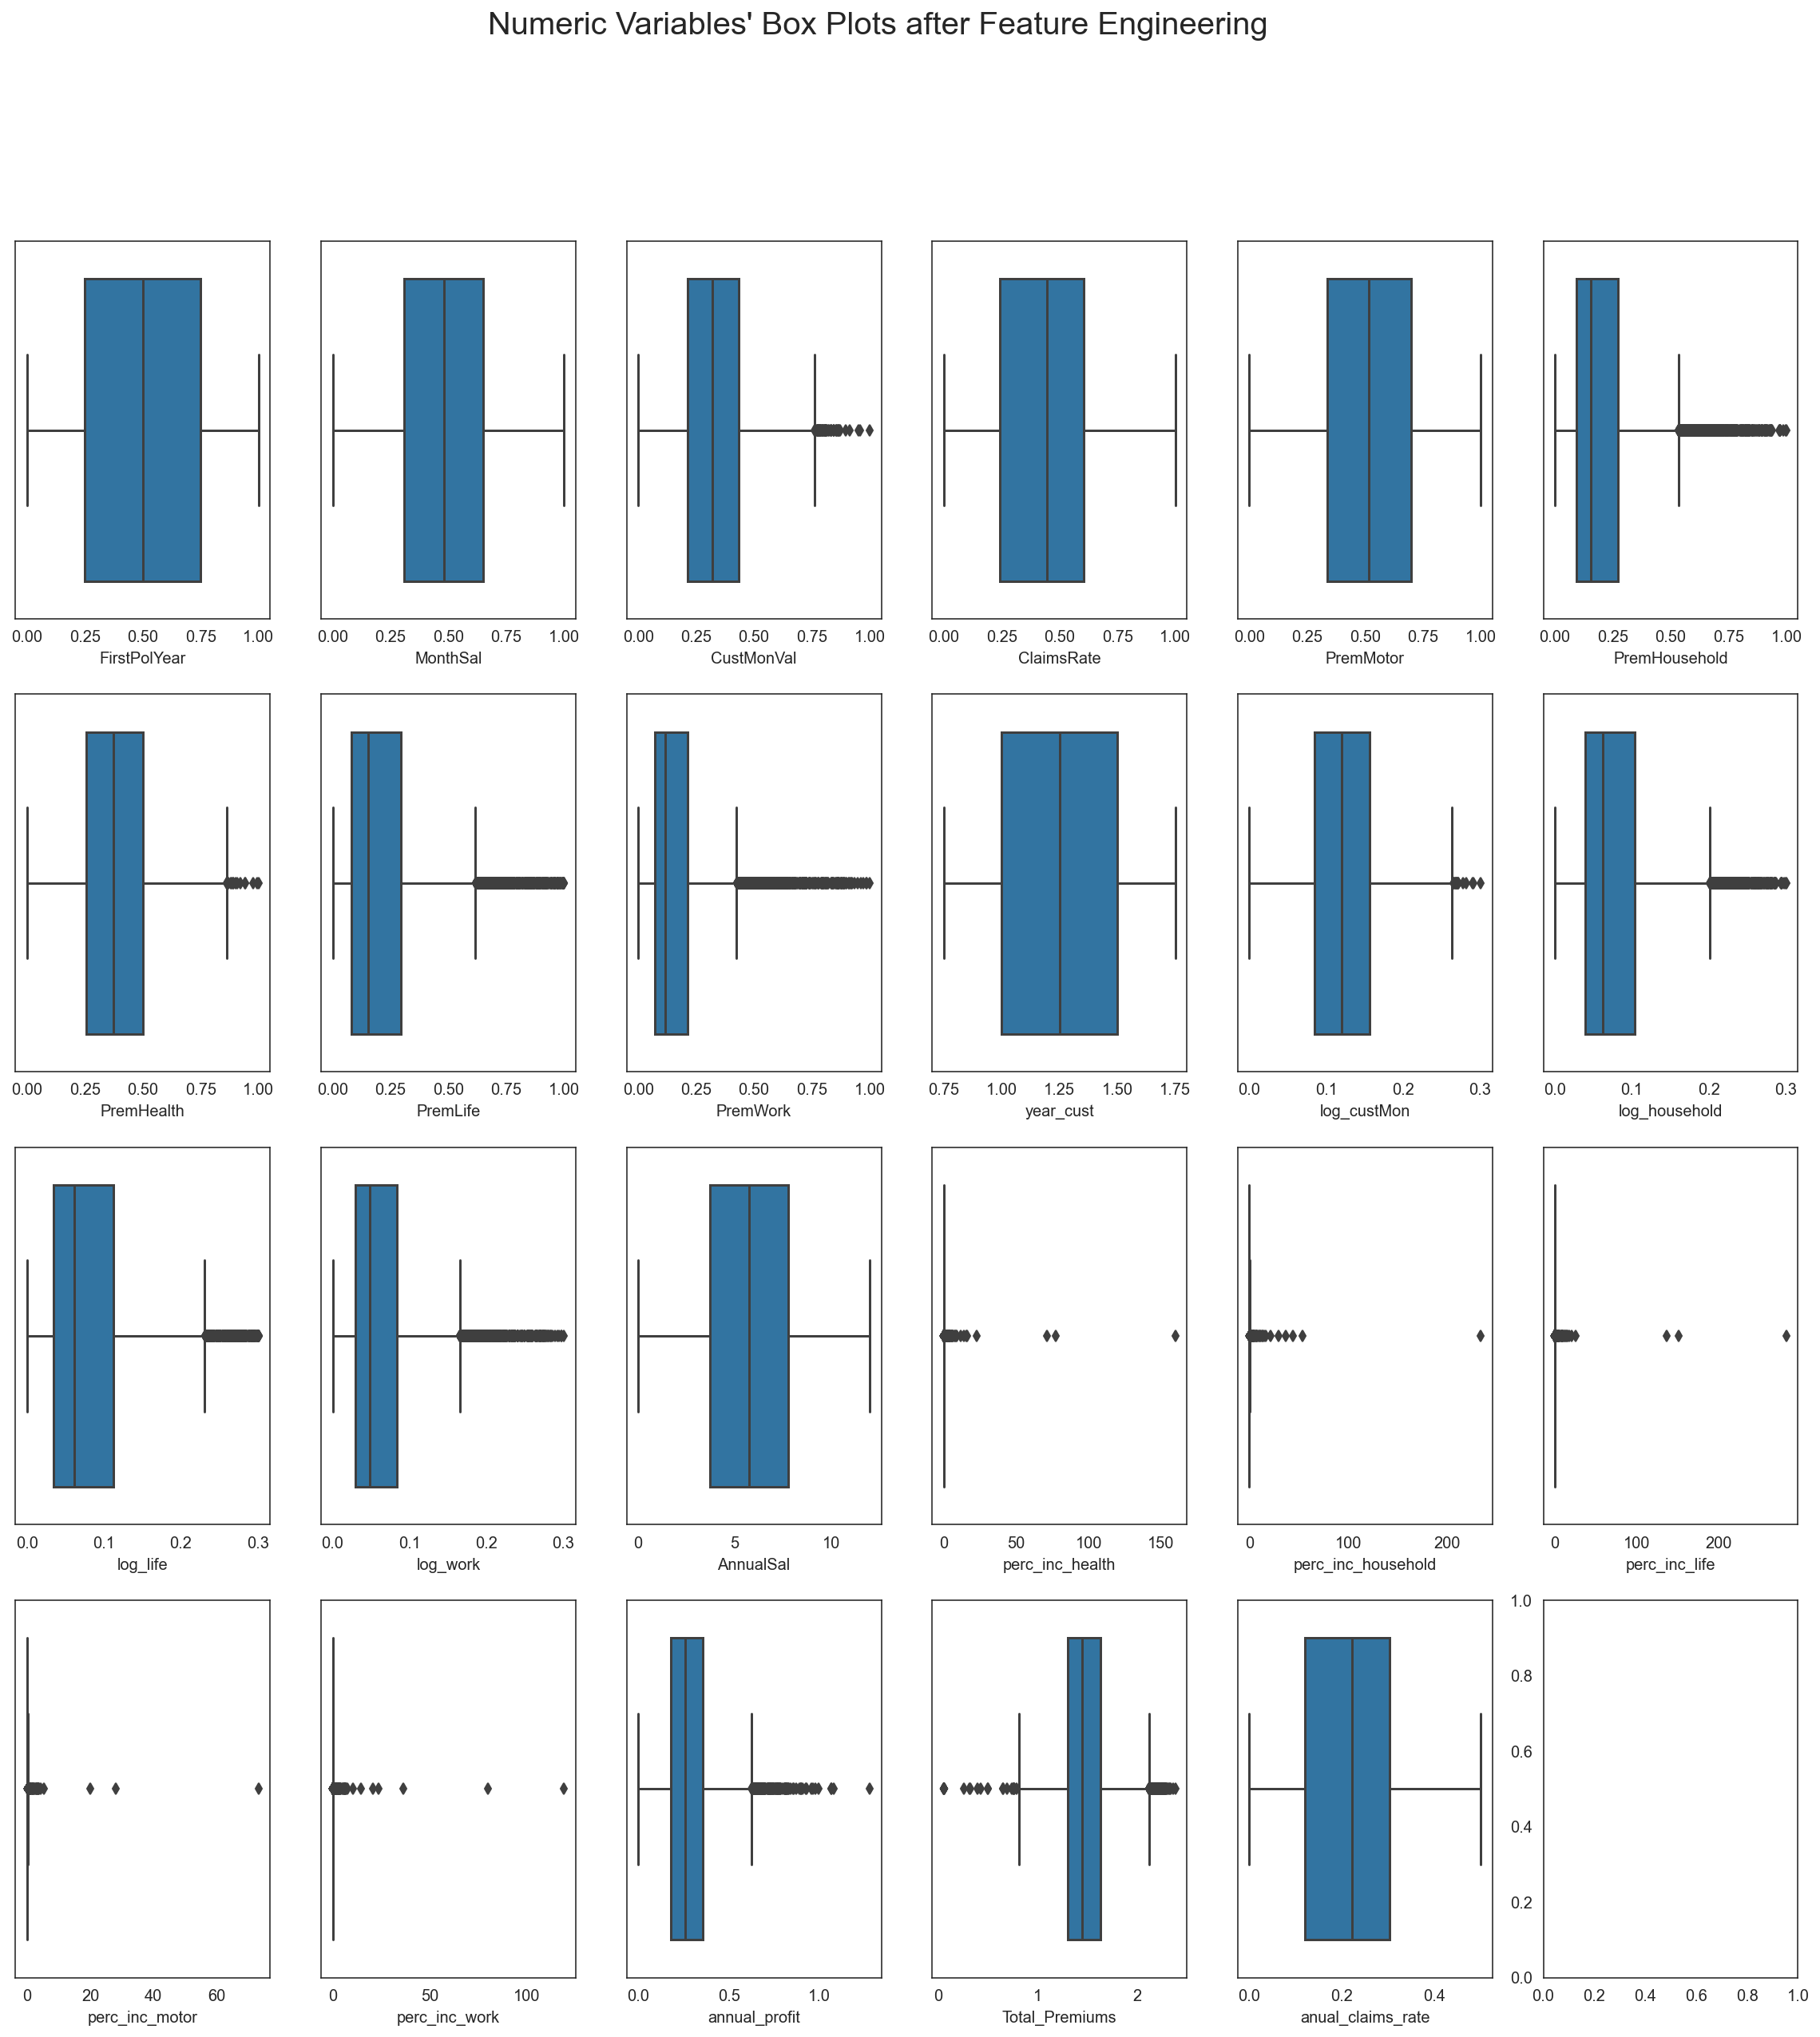 Numeric Variables' Box Plots after Feature Engineering
0.00 0.25 0.50 0.75 1.00 0.00 0.25 0.50 0.75 1.00 0.00 0.25 0.50 0.75 1.00 0.00 0.25 0.50 0.75 1.00 0.00 0.25 0.50 0.75 1.00 0.00 0.25 0.50 0.75 1.00
FirstPolYear MonthSal CustMonVal ClaimsRate PremMotor PremHousehold
0.00 0.25 0.50 0.75 1.00 0.00 0.25 0.50 0.75 1.00 0.00 0.25 0.50 0.75 1.00 0.75 1.00 1.25 1.50 1.75 0.0 0.1 0.2 0.3 0.0 0.1 0.2 0.3
PremHealth PremLife PremWork year_cust log_custMon log_household
0.0 0.1 0.2 0.3 0.0 0.1 0.2 0.3 0 5 10 0 50 100 150 0 100 200 0 100 200
log_life log_work AnnualSal perc_inc_health perc_inc_household perc_inc_life
1.0
0.8
0.6
0.4
0.2
0.0
0 20 40 60 0 50 100 0.0 0.5 1.0 0 1 2 0.0 0.2 0.4 0.0 0.2 0.4 0.6 0.8 1.0
perc_inc_motor perc_inc_work annual_profit Total_Premiums anual_claims_rate